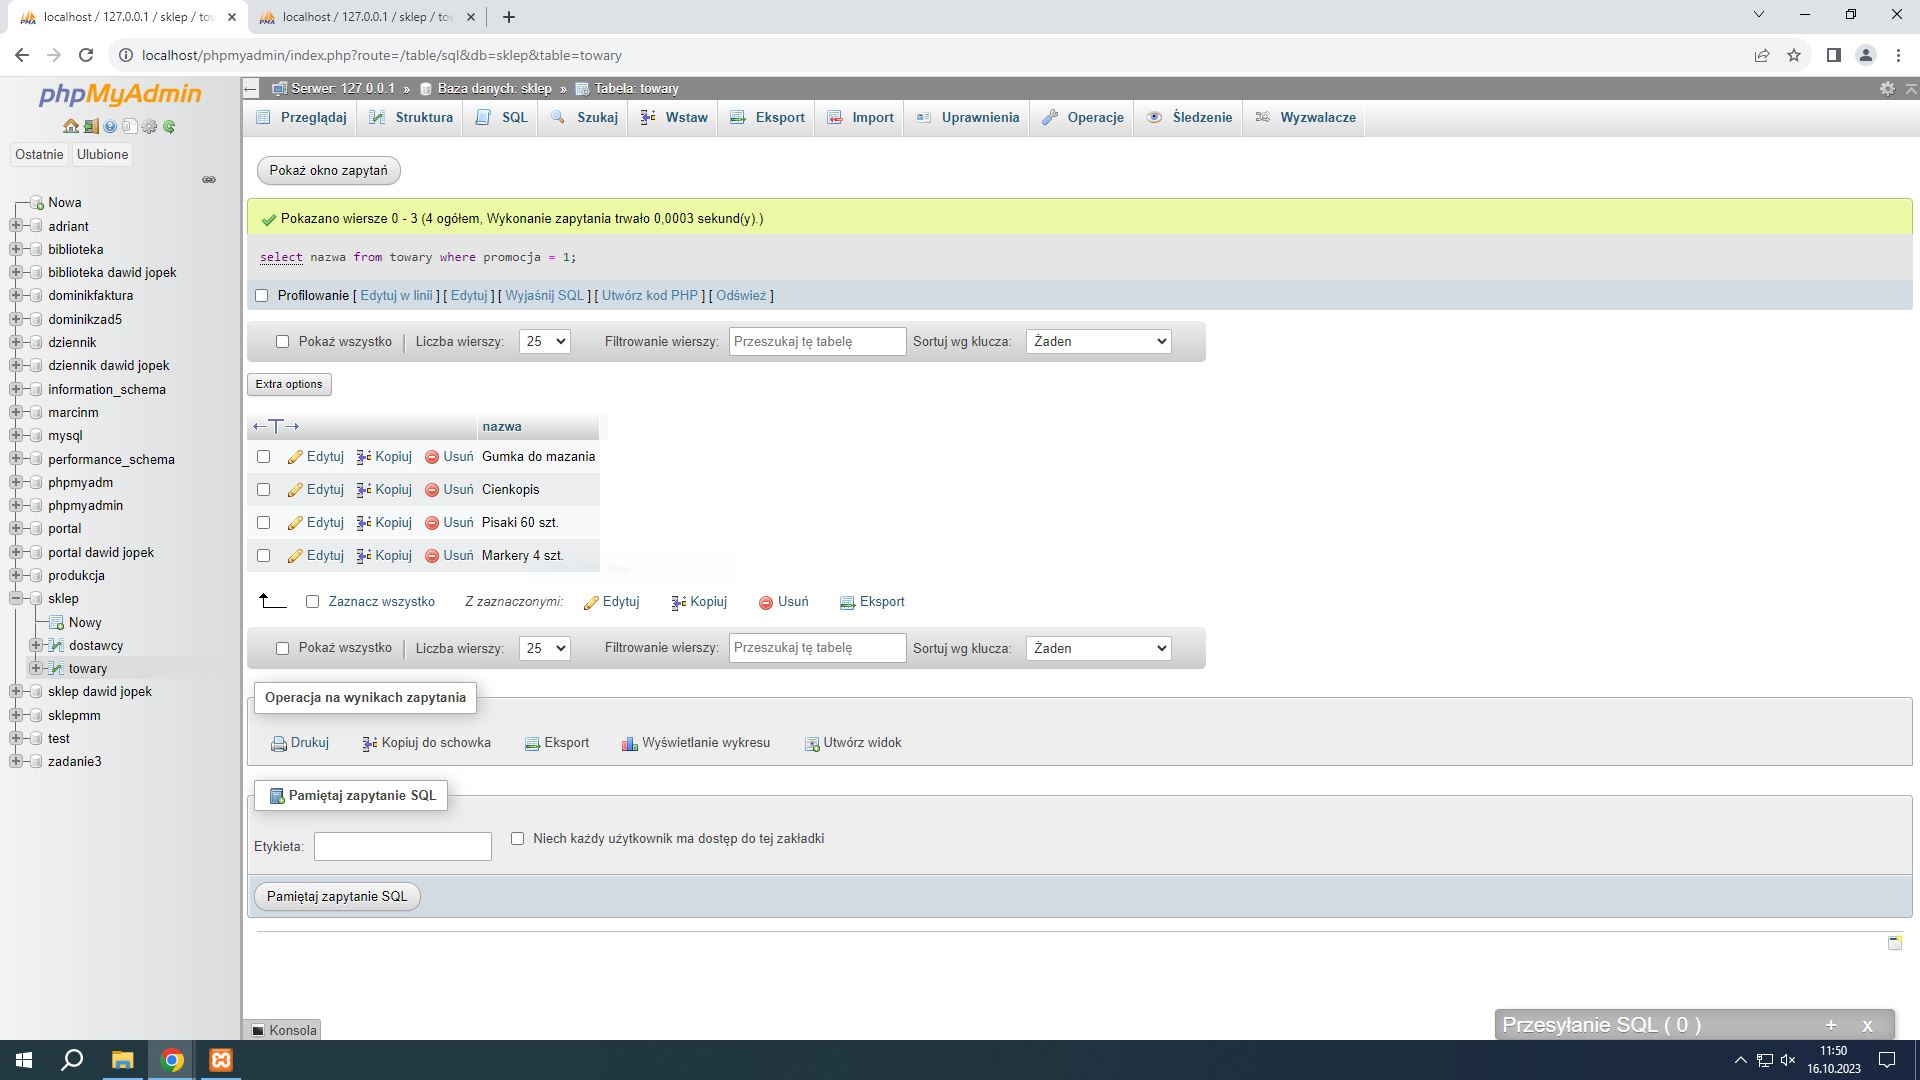 localhost / 127.0.0.1 / sklep / tow
localhost / 127.0.0.1 / sklep / tow
localhost/phpmyadmin/index.php?route=/table/sql&db=sklep&table=towary
phpMyAdmin
Ostatnie
Ulubione
Nowa
adriant
biblioteka
biblioteka dawid jopek
dominikfaktura
dominikzad5
dziennik
dziennik dawid jopek
information_schema
marcinm
mysql
performance_schema
phpmyadm
phpmyadmin
portal
portal dawid jopek
produkcja
sklep
Nowy
dostawcy
towary
sklep dawid jopek
sklepmm
test
zadanie3
Serwer: 127.0.0.1 » Baza danych: sklep » Tabela: towary
Przeglądaj Struktura SQL Szukaj Wstaw Eksport Import Uprawnienia Operacje Śledzenie Wyzwalacze
Pokaż okno zapytań
Pokazano wiersze 0 - 3 (4 ogółem, Wykonanie zapytania trwało 0,0003 sekund(y).)
select nazwa from towary where promocja = 1;
Profilowanie [ Edytuj w linii ] [ Edytuj ] [ Wyjaśnij SQL ] [ Utwórz kod PHP ] [ Odśwież ]
Pokaż wszystko | Liczba wierszy: 25 Filtrowanie wierszy: Przeszukaj tę tabelę Sortuj wg klucza: Żaden
Extra options
←T→ nazwa
Edytuj Kopiuj Usuń Gumka do mazania
Edytuj Kopiuj Usuń Cienkopis
Edytuj Kopiuj Usuń Pisaki 60 szt.
Edytuj Kopiuj Usuń Markery 4 szt.
Zaznacz wszystko Z zaznaczonymi: Edytuj Kopiuj Usuń Eksport
Pokaż wszystko | Liczba wierszy: 25 Filtrowanie wierszy: Przeszukaj tę tabelę Sortuj wg klucza: Żaden
Operacja na wynikach zapytania
Drukuj Kopiuj do schowka Eksport Wyświetlanie wykresu Utwórz widok
Pamiętaj zapytanie SQL
Etykieta: Niech każdy użytkownik ma dostęp do tej zakładki
Pamiętaj zapytanie SQL
Konsola
Przesyłanie SQL ( 0 ) + x
11:50
16.10.2023